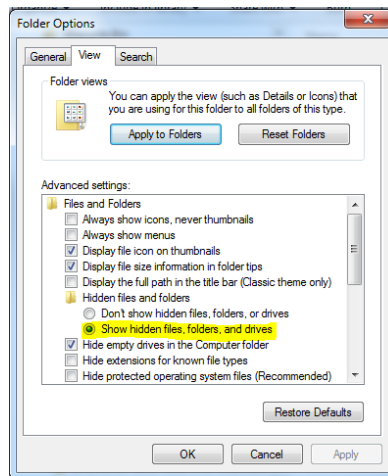 Folder Options
General View Search
Folder views
You can apply the view (such as Details or Icons) that
you are using for this folder to all folders of this type.
Apply to Folders Reset Folders
Advanced settings:
Files and Folders
Always show icons, never thumbnails
Always show menus
Display file icon on thumbnails
Display file size information in folder tips
Display the full path in the title bar (Classic theme only)
Hidden files and folders
Don't show hidden files, folders, or drives
Show hidden files, folders, and drives
Hide empty drives in the Computer folder
Hide extensions for known file types
Hide protected operating system files (Recommended)
Restore Defaults
OK Cancel Apply